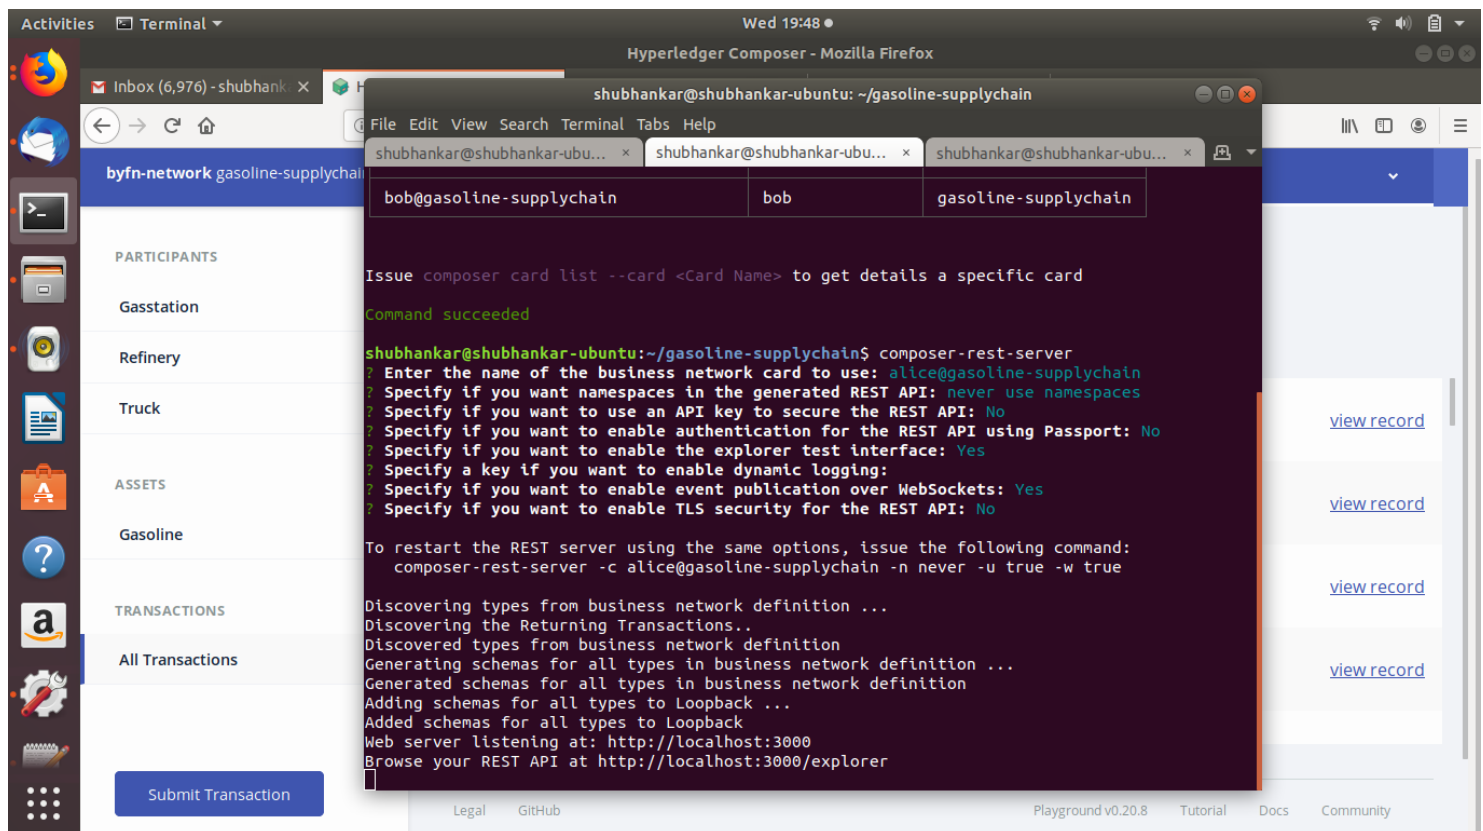 Activities Terminal Wed 19:48
Hyperledger Composer - Mozilla Firefox
Inbox (6,976) - shubhank
shubhankar@shubhankar-ubuntu: ~/gasoline-supplychain
File Edit View Search Terminal Tabs Help
shubhankar@shubhankar-ubu... × shubhankar@shubhankar-ubu... × shubhankar@shubhankar-ubu... ×
byfn-network gasoline-supplychai
bob@gasoline-supplychain bob gasoline-supplychain
PARTICIPANTS
Gasstation
Refinery
Truck
ASSETS
Gasoline
TRANSACTIONS
All Transactions
Submit Transaction
Issue composer card list --card <Card Name> to get details a specific card
Command succeeded
shubhankar@shubhankar-ubuntu:~/gasoline-supplychain$ composer-rest-server
? Enter the name of the business network card to use: alice@gasoline-supplychain
? Specify if you want namespaces in the generated REST API: never use namespaces
? Specify if you want to use an API key to secure the REST API: No
? Specify if you want to enable authentication for the REST API using Passport: No
? Specify if you want to enable the explorer test interface: Yes
? Specify a key if you want to enable dynamic logging:
? Specify if you want to enable event publication over WebSockets: Yes
? Specify if you want to enable TLS security for the REST API: No
To restart the REST server using the same options, issue the following command:
composer-rest-server -c alice@gasoline-supplychain -n never -u true -w true
Discovering types from business network definition ...
Discovering the Returning Transactions..
Discovered types from business network definition
Generating schemas for all types in business network definition ...
Generated schemas for all types in business network definition
Adding schemas for all types to Loopback ...
Added schemas for all types to Loopback
Web server listening at: http://localhost:3000
Browse your REST API at http://localhost:3000/explorer
view record
view record
view record
view record
Legal GitHub Playground v0.20.8 Tutorial Docs Community